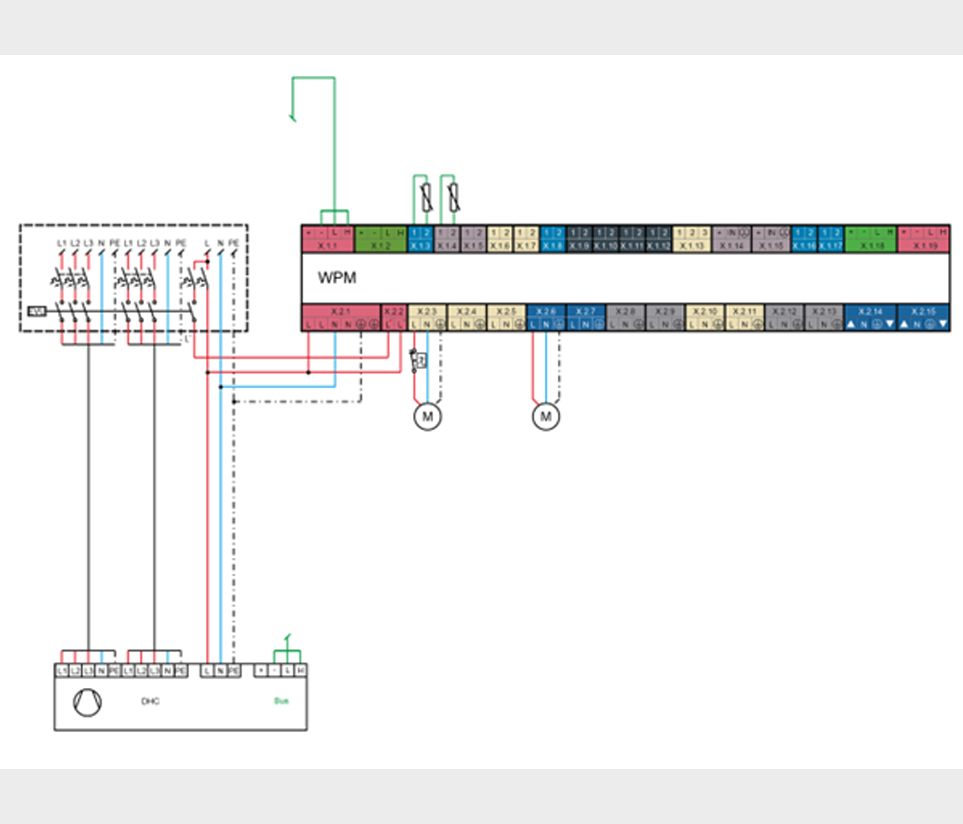 L1 L2 L3 N PE L1 L2 L3 N PE L N PE
+ - L H + - L H 1 2 1 2 1 2 1 2 1 2 1 2 1 2 1 2 1 2 1 2 1 2 3 + IN + IN 1 2 1 2 + - L H + - L H
X.1.1 X.1.2 X.1.3 X.1.4 X.1.5 X.1.6 X.1.7 X.1.8 X.1.9 X.1.10 X.1.11 X.1.12 X.1.13 X.1.14 X.1.15 X.1.16 X.1.17 X.1.18 X.1.19
WPM
X.2.1 X.2.2 X.2.3 X.2.4 X.2.5 X.2.6 X.2.7 X.2.8 X.2.9 X.2.10 X.2.11 X.2.12 X.2.13 X.2.14 X.2.15
L L N N L L L N L N L N L N L N L N L N L N L N L N L N N N
L'
M M
L1 L2 L3 N PE L1 L2 L3 N PE L N PE + - L H
DHC Bus